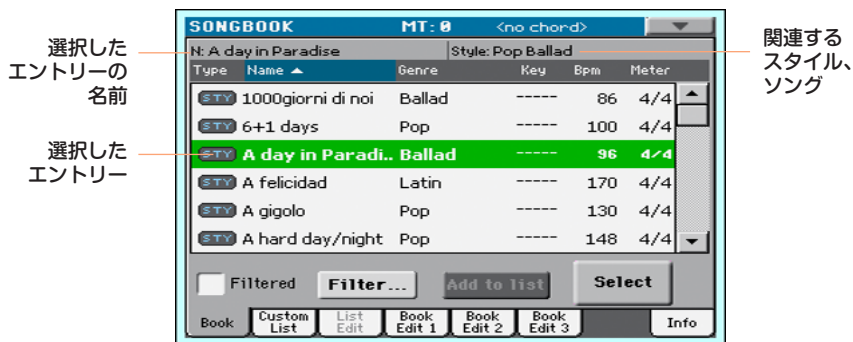 SONGBOOK MT:0 <no chord>
N: A day in Paradise Style: Pop Ballad
Type Name Genre Key Bpm Meter
STY 1000giorni di noi Ballad ----- 86 4/4
STY 6+1 days Pop ----- 100 4/4
STY A day in Paradi.. Ballad ----- 96 4/4
STY A felicidad Latin ----- 170 4/4
STY A gigolo Pop ----- 130 4/4
STY A hard day/night Pop ----- 148 4/4
Filtered Filter... Add to list Select
Book Custom List List Edit Book Edit 1 Book Edit 2 Book Edit 3 Info
選択した
エントリーの
名前
選択した
エントリー
関連する
スタイル、
ソング